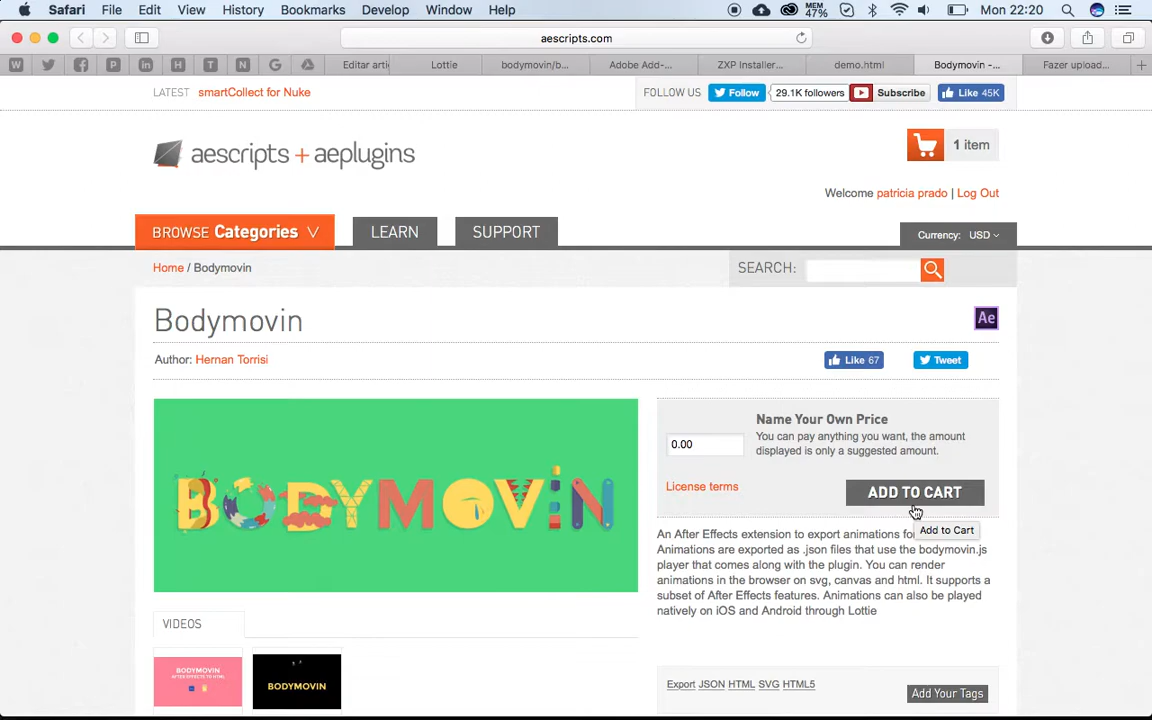 Safari File Edit View History Bookmarks Develop Window Help MEM 47% Mon 22:20
aescripts.com
W P H T N G Editar artig Lottie bodymovin/b... Adobe Add-... ZXP Installer... demo.html Bodymovin -... Fazer upload...
LATEST smartCollect for Nuke FOLLOW US Follow 29.1K followers Subscribe Like 45K
aescripts + aeplugins
1 item
Welcome patricia prado | Log Out
BROWSE Categories LEARN SUPPORT
Currency: USD
Home / Bodymovin
SEARCH:
Bodymovin
Ae
Author: Hernan Torrisi
Like 67 Tweet
BODYMOVIN
Name Your Own Price
0.00
You can pay anything you want, the amount
displayed is only a suggested amount.
License terms
ADD TO CART
Add to Cart
An After Effects extension to export animations fo
Animations are exported as .json files that use the bodymovin.js
player that comes along with the plugin. You can render
animations in the browser on svg, canvas and html. It supports a
subset of After Effects features. Animations can also be played
natively on iOS and Android through Lottie
VIDEOS
BODYMOVIN
AFTER EFFECTS TO HTML
BODYMOVIN
Export JSON HTML SVG HTML5
Add Your Tags